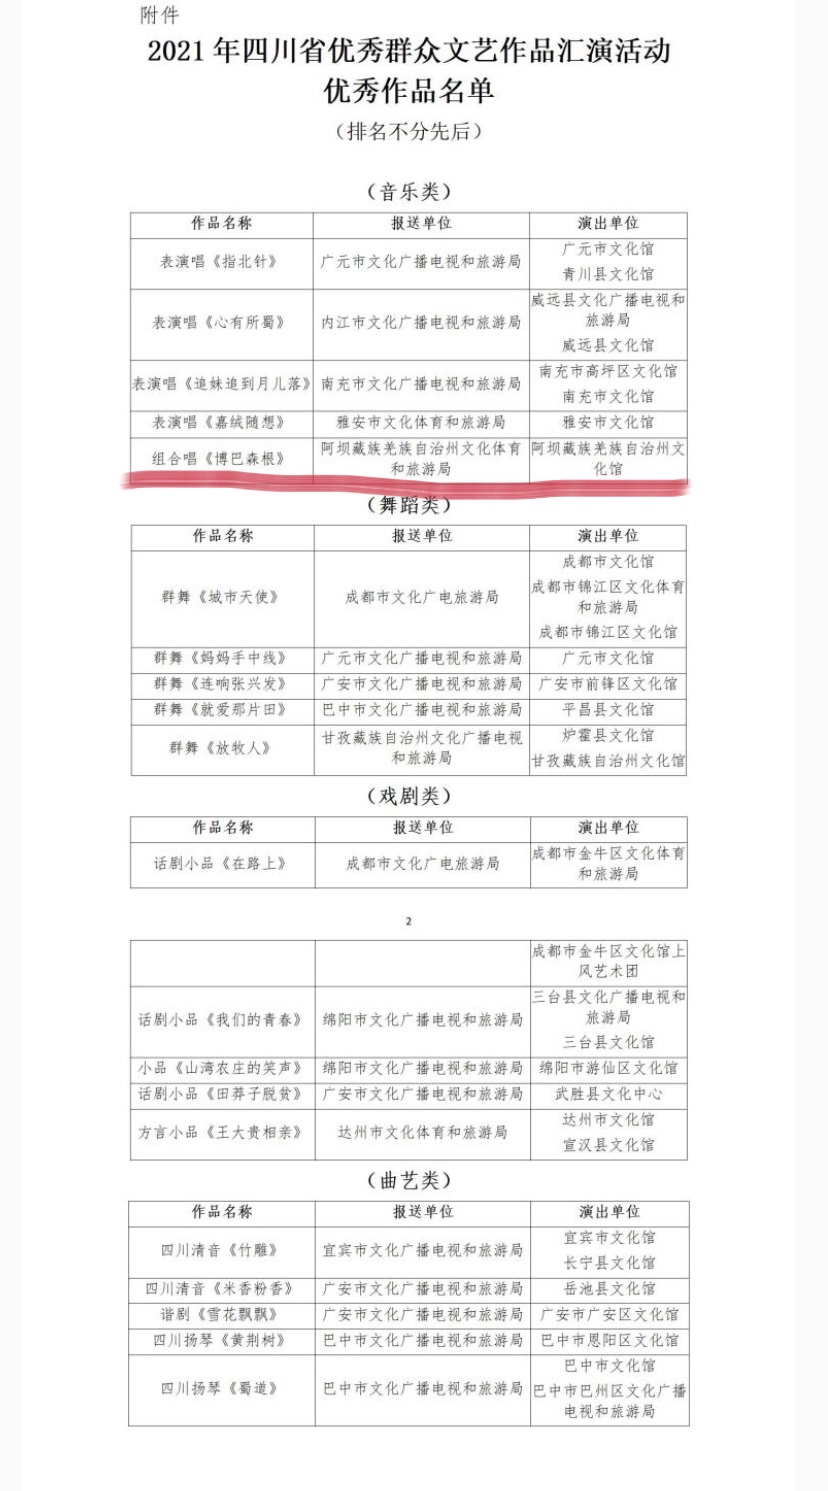 附件
2021年四川省优秀群众文艺作品汇演活动
优秀作品名单
（排名不分先后）
（音乐类）
作品名称 报送单位 演出单位
表演唱《指北针》 广元市文化广播电视和旅游局 广元市文化馆
青川县文化馆
表演唱《心有所蜀》 内江市文化广播电视和旅游局 威远县文化广播电视和
旅游局
威远县文化馆
表演唱《追妹追到月儿落》 南充市文化广播电视和旅游局 南充市高坪区文化馆
南充市文化馆
表演唱《嘉绒随想》 雅安市文化体育和旅游局 雅安市文化馆
组合唱《博巴森根》 阿坝藏族羌族自治州文化体育
和旅游局 阿坝藏族羌族自治州文
化馆
（舞蹈类）
作品名称 报送单位 演出单位
群舞《城市天使》 成都市文化广电旅游局 成都市文化馆
成都市锦江区文化体育
和旅游局
成都市锦江区文化馆
群舞《妈妈手中线》 广元市文化广播电视和旅游局 广元市文化馆
群舞《连响张兴发》 广安市文化广播电视和旅游局 广安市前锋区文化馆
群舞《就爱那片田》 巴中市文化广播电视和旅游局 平昌县文化馆
群舞《放牧人》 甘孜藏族自治州文化广播电视
和旅游局 炉霍县文化馆
甘孜藏族自治州文化馆
（戏剧类）
作品名称 报送单位 演出单位
话剧小品《在路上》 成都市文化广电旅游局 成都市金牛区文化体育
和旅游局
2
成都市金牛区文化馆上
风艺术团
话剧小品《我们的青春》 绵阳市文化广播电视和旅游局 三台县文化广播电视和
旅游局
三台县文化馆
小品《山湾农庄的笑声》 绵阳市文化广播电视和旅游局 绵阳市游仙区文化馆
话剧小品《田莽子脱贫》 广安市文化广播电视和旅游局 武胜县文化中心
方言小品《王大贵相亲》 达州市文化体育和旅游局 达州市文化馆
宣汉县文化馆
（曲艺类）
作品名称 报送单位 演出单位
四川清音《竹雕》 宜宾市文化广播电视和旅游局 宜宾市文化馆
长宁县文化馆
四川清音《米香粉香》 广安市文化广播电视和旅游局 岳池县文化馆
谐剧《雪花飘飘》 广安市文化广播电视和旅游局 广安市广安区文化馆
四川扬琴《黄荆树》 巴中市文化广播电视和旅游局 巴中市恩阳区文化馆
四川扬琴《蜀道》 巴中市文化广播电视和旅游局 巴中市文化馆
巴中市巴州区文化广播
电视和旅游局